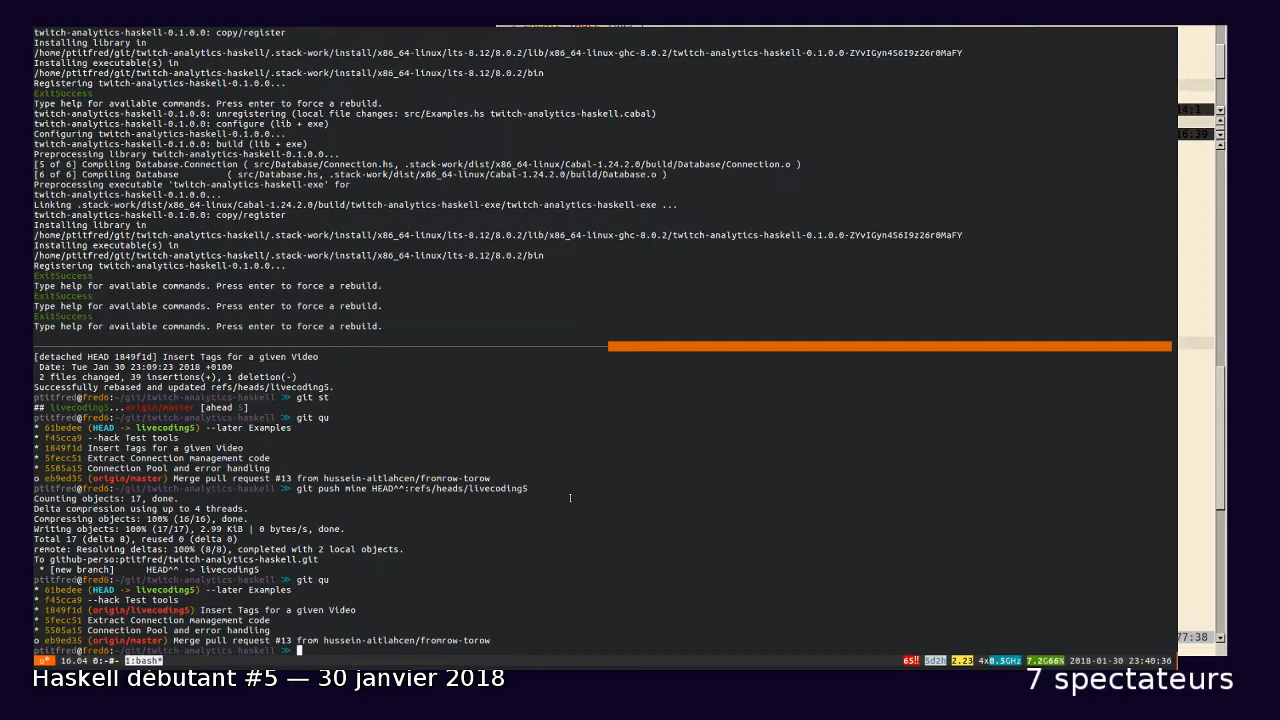 twitch-analytics-haskell-0.1.0.0: copy/register
Installing library in
/home/ptitfred/git/twitch-analytics-haskell/.stack-work/install/x86_64-linux/lts-8.12/8.0.2/lib/x86_64-linux-ghc-8.0.2/twitch-analytics-haskell-0.1.0.0-ZYvIGyn4S6I9z26r0MaFY
Installing executable(s) in
/home/ptitfred/git/twitch-analytics-haskell/.stack-work/install/x86_64-linux/lts-8.12/8.0.2/bin
Registering twitch-analytics-haskell-0.1.0.0...
ExitSuccess
Type help for available commands. Press enter to force a rebuild.
twitch-analytics-haskell-0.1.0.0: unregistering (local file changes: src/Examples.hs twitch-analytics-haskell.cabal)
twitch-analytics-haskell-0.1.0.0: configure (lib + exe)
Configuring twitch-analytics-haskell-0.1.0.0...
twitch-analytics-haskell-0.1.0.0: build (lib + exe)
Preprocessing library twitch-analytics-haskell-0.1.0.0...
[5 of 6] Compiling Database.Connection ( src/Database/Connection.hs, .stack-work/dist/x86_64-linux/Cabal-1.24.2.0/build/Database/Connection.o )
[6 of 6] Compiling Database         ( src/Database.hs, .stack-work/dist/x86_64-linux/Cabal-1.24.2.0/build/Database.o )
Preprocessing executable 'twitch-analytics-haskell-exe' for
twitch-analytics-haskell-0.1.0.0...
Linking .stack-work/dist/x86_64-linux/Cabal-1.24.2.0/build/twitch-analytics-haskell-exe/twitch-analytics-haskell-exe ...
twitch-analytics-haskell-0.1.0.0: copy/register
Installing library in
/home/ptitfred/git/twitch-analytics-haskell/.stack-work/install/x86_64-linux/lts-8.12/8.0.2/lib/x86_64-linux-ghc-8.0.2/twitch-analytics-haskell-0.1.0.0-ZYvIGyn4S6I9z26r0MaFY
Installing executable(s) in
/home/ptitfred/git/twitch-analytics-haskell/.stack-work/install/x86_64-linux/lts-8.12/8.0.2/bin
Registering twitch-analytics-haskell-0.1.0.0...
ExitSuccess
Type help for available commands. Press enter to force a rebuild.
ExitSuccess
Type help for available commands. Press enter to force a rebuild.
ExitSuccess
Type help for available commands. Press enter to force a rebuild.
[detached HEAD 1849f1d] Insert Tags for a given Video
Date: Tue Jan 30 23:09:23 2018 +0100
2 files changed, 39 insertions(+), 1 deletion(-)
Successfully rebased and updated refs/heads/livecoding5.
ptitfred@fred6:~/git/twitch-analytics-haskell ≫ git st
## livecoding5...origin/master [ahead 5]
ptitfred@fred6:~/git/twitch-analytics-haskell ≫ git qu
* 61bedee (HEAD -> livecoding5) --later Examples
* f45cca9 --hack Test tools
* 1849f1d Insert Tags for a given Video
* 5fecc51 Extract Connection management code
* 5505a15 Connection Pool and error handling
o eb9ed35 (origin/master) Merge pull request #13 from hussein-aitlahcen/fromrow-torow
ptitfred@fred6:~/git/twitch-analytics-haskell ≫ git push mine HEAD^^:refs/heads/livecoding5
Counting objects: 17, done.
Delta compression using up to 4 threads.
Compressing objects: 100% (16/16), done.
Writing objects: 100% (17/17), 2.99 KiB | 0 bytes/s, done.
Total 17 (delta 8), reused 0 (delta 0)
remote: Resolving deltas: 100% (8/8), completed with 2 local objects.
To github-perso:ptitfred/twitch-analytics-haskell.git
* [new branch]      HEAD^^ -> livecoding5
ptitfred@fred6:~/git/twitch-analytics-haskell ≫ git qu
* 61bedee (HEAD -> livecoding5) --later Examples
* f45cca9 --hack Test tools
* 1849f1d (origin/livecoding5) Insert Tags for a given Video
* 5fecc51 Extract Connection management code
* 5505a15 Connection Pool and error handling
o eb9ed35 (origin/master) Merge pull request #13 from hussein-aitlahcen/fromrow-torow
ptitfred@fred6:~/git/twitch-analytics-haskell ≫
16.04 0:-#- 1:bash* 65!! 5d2h 2.23 4x0.5GHz 7.2G66% 2018-01-30 23:40:36
14:1
16:39
77:38
Haskell débutant #5 — 30 janvier 2018
7 spectateurs